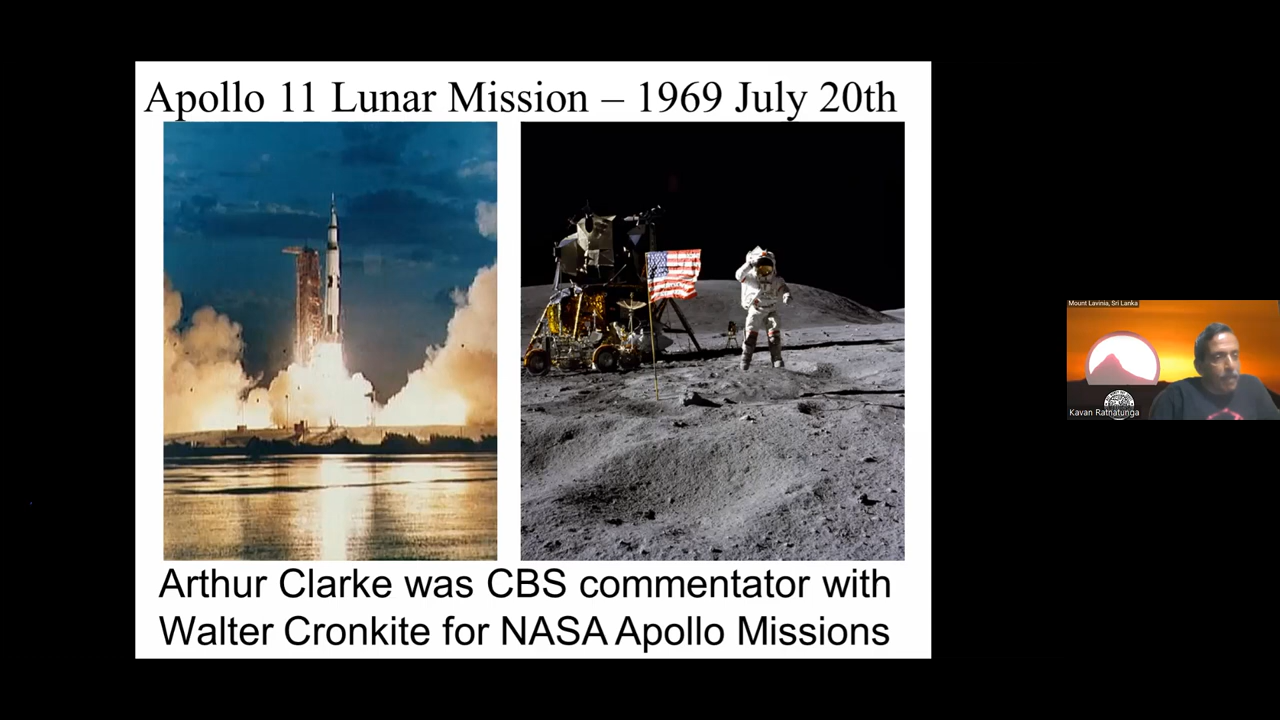 Apollo 11 Lunar Mission – 1969 July 20th
Arthur Clarke was CBS commentator with
Walter Cronkite for NASA Apollo Missions
Mount Lavinia, Sri Lanka
Kavan Ratnatunga